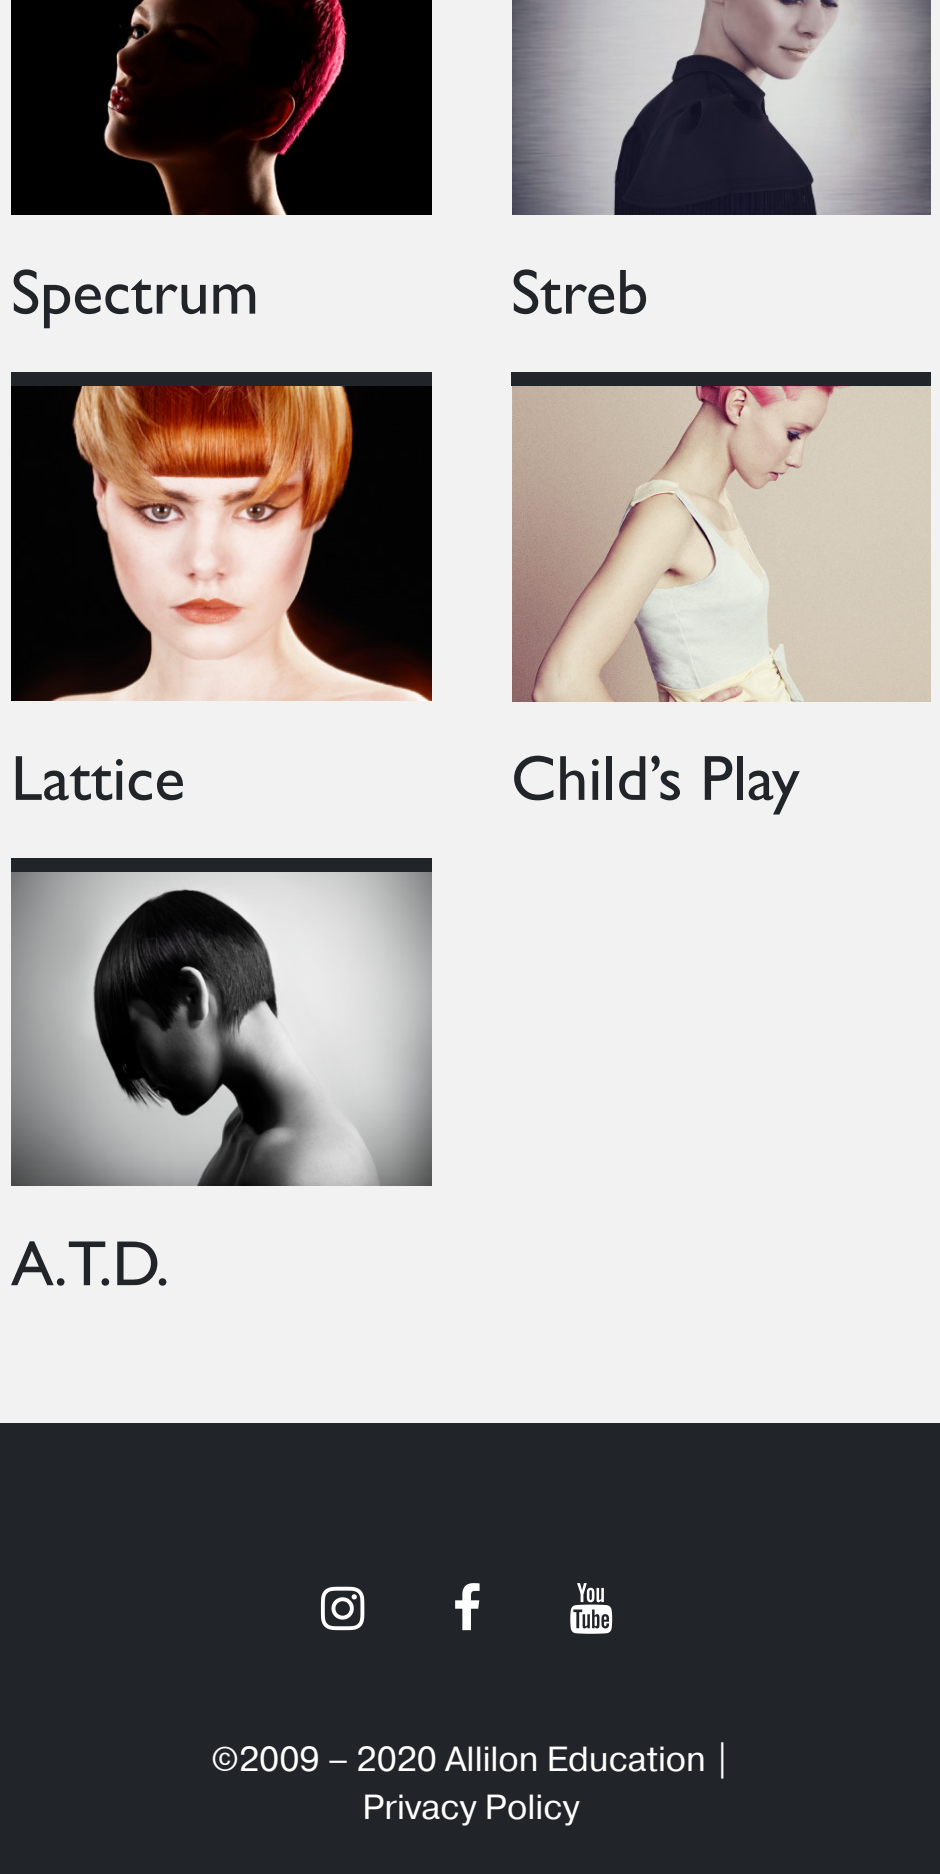 Spectrum
Streb
Lattice
Child’s Play
A.T.D.
You
Tube
©2009 – 2020 Allilon Education |
Privacy Policy